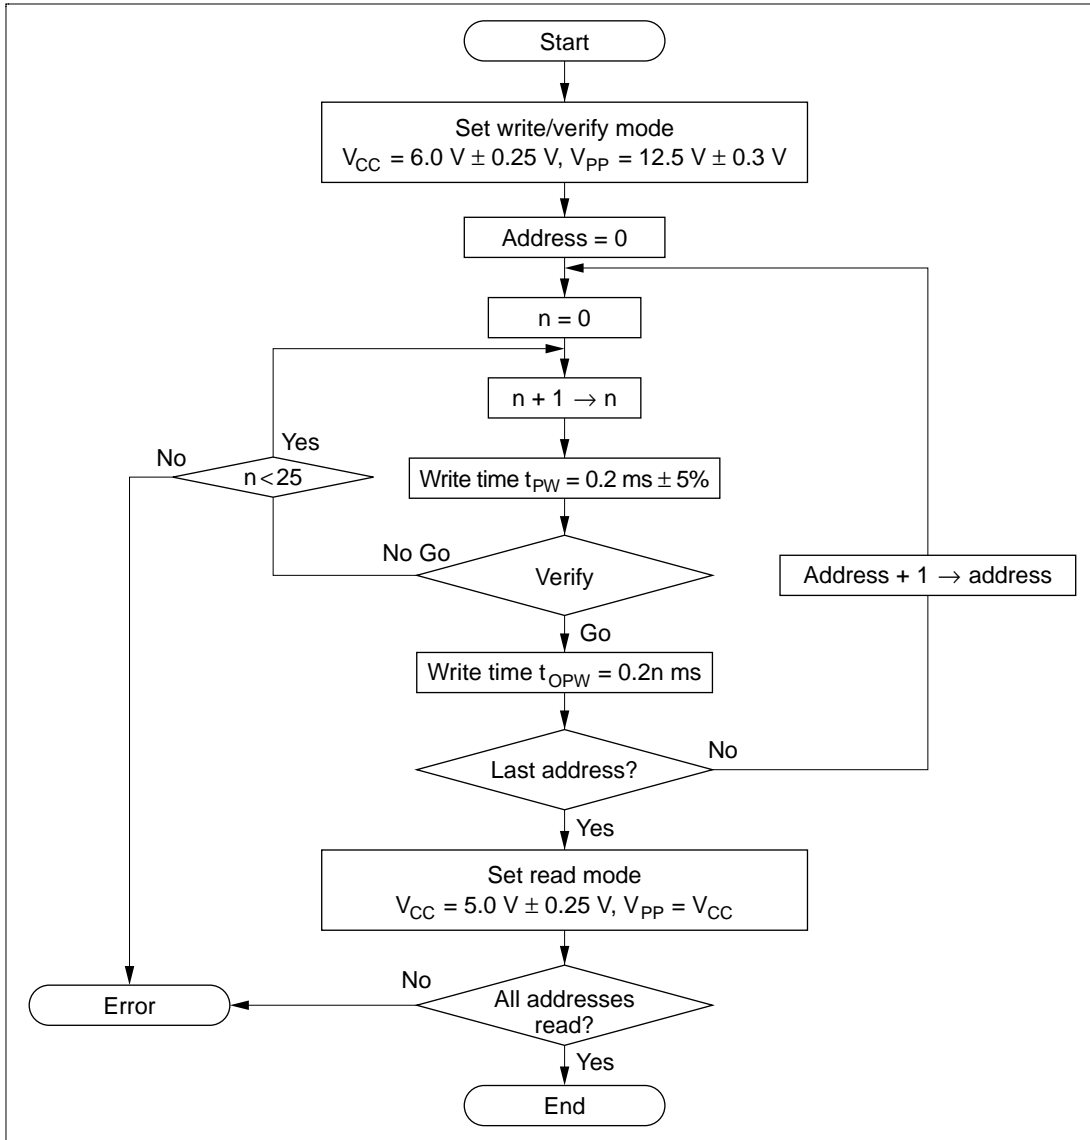 Start
Set write/verify mode
VCC = 6.0 V ± 0.25 V, VPP = 12.5 V ± 0.3 V
Address = 0
n = 0
n + 1 → n
Yes
No
n<25
Write time tPW = 0.2 ms ± 5%
No Go
Verify
Address + 1 → address
Go
Write time tOPW = 0.2n ms
No
Last address?
Yes
Set read mode
VCC = 5.0 V ± 0.25 V, VPP = VCC
No
Error
All addresses
read?
Yes
End